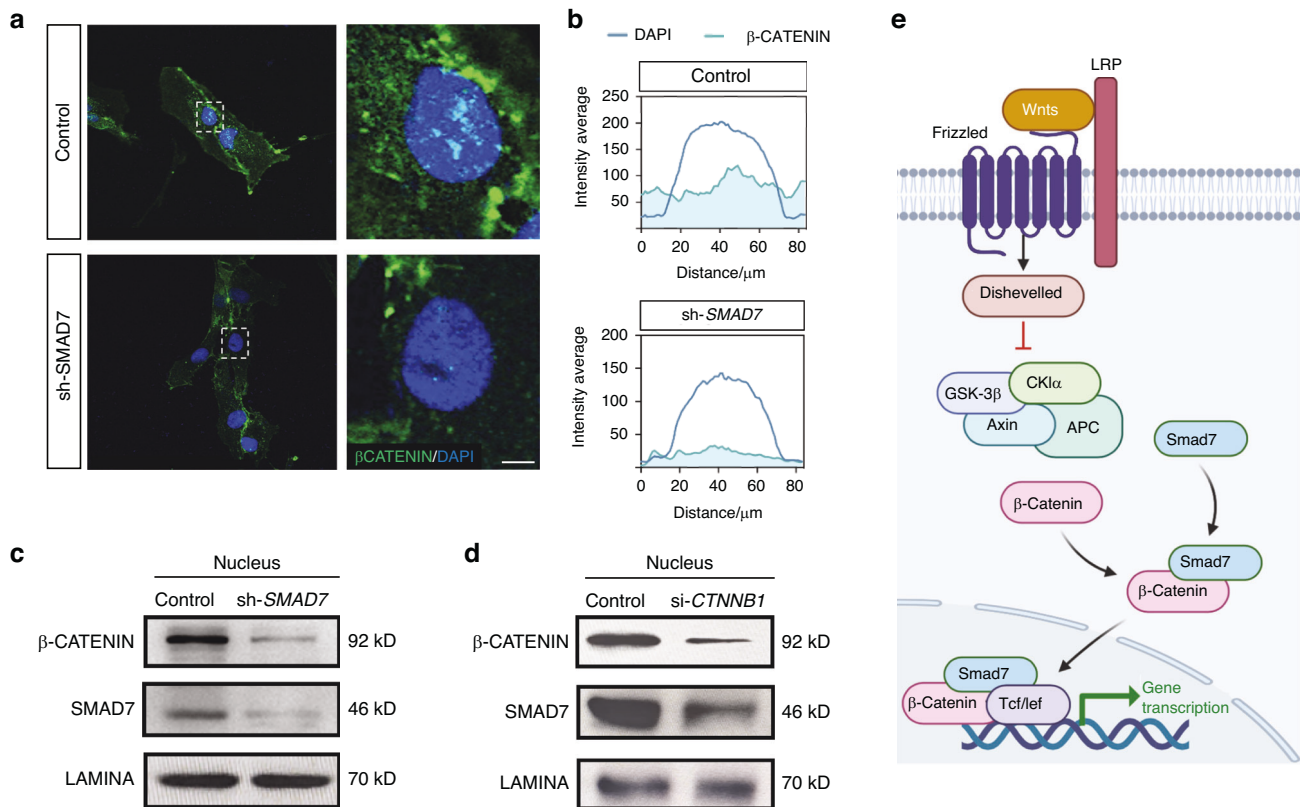 a
Control
sh-SMAD7
βCATENIN/DAPI
b
DAPI
β-CATENIN
Control
Intensity average
250
200
150
100
50
0
20
40
60
80
Distance/μm
sh-SMAD7
Intensity average
200
150
100
50
0
20
40
60
80
Distance/μm
c
Nucleus
Control sh-SMAD7
β-CATENIN 92 kD
SMAD7 46 kD
LAMINA 70 kD
d
Nucleus
Control si-CTNNB1
β-CATENIN 92 kD
SMAD7 46 kD
LAMINA 70 kD
e
LRP
Wnts
Frizzled
Dishevelled
CKlα
GSK-3β
Axin
APC
Smad7
β-Catenin
Smad7
β-Catenin
Smad7
β-Catenin
Tcf/lef
Gene
transcription